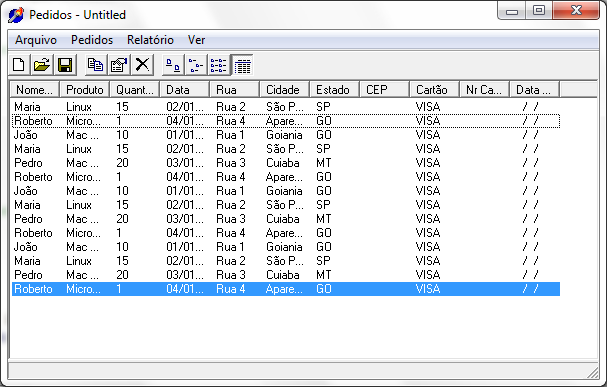 Pedidos - Untitled
Arquivo Pedidos Relatório Ver
Nome... Produto Quant... Data Rua Cidade Estado CEP Cartão Nr Ca... Data ...
Maria Linux 15 02/01... Rua 2 São P... SP VISA / /
Roberto Micro... 1 04/01... Rua 4 Apare... GO VISA / /
João Mac ... 10 01/01... Rua 1 Goiania GO VISA / /
Maria Linux 15 02/01... Rua 2 São P... SP VISA / /
Pedro Mac ... 20 03/01... Rua 3 Cuiaba MT VISA / /
Roberto Micro... 1 04/01... Rua 4 Apare... GO VISA / /
João Mac ... 10 01/01... Rua 1 Goiania GO VISA / /
Maria Linux 15 02/01... Rua 2 São P... SP VISA / /
Pedro Mac ... 20 03/01... Rua 3 Cuiaba MT VISA / /
Roberto Micro... 1 04/01... Rua 4 Apare... GO VISA / /
João Mac ... 10 01/01... Rua 1 Goiania GO VISA / /
Maria Linux 15 02/01... Rua 2 São P... SP VISA / /
Pedro Mac ... 20 03/01... Rua 3 Cuiaba MT VISA / /
Roberto Micro... 1 04/01... Rua 4 Apare... GO VISA / /